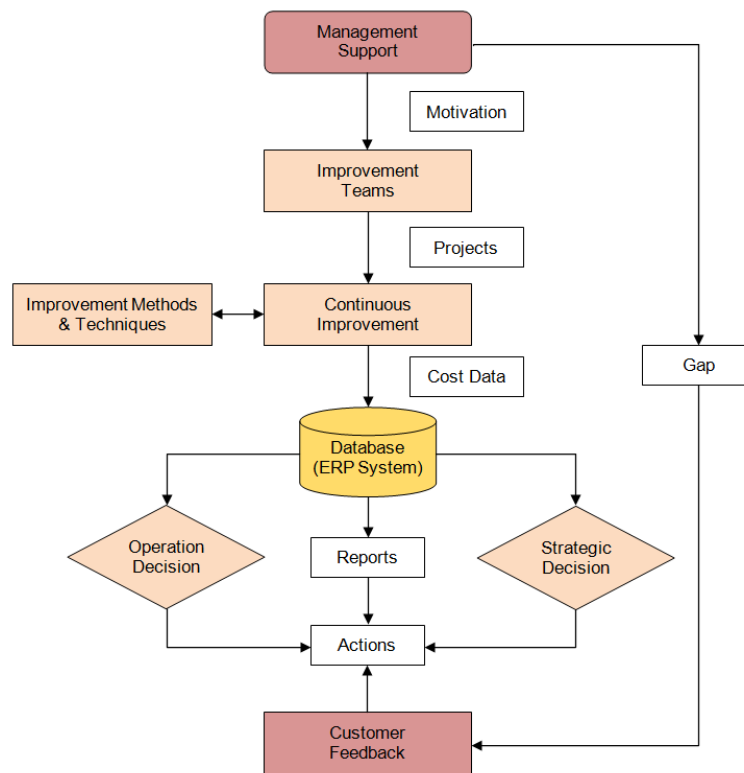 Management
Support
Motivation
Improvement
Teams
Projects
Improvement Methods
& Techniques
Continuous
Improvement
Gap
Cost Data
Database
(ERP System)
Operation
Decision
Reports
Strategic
Decision
Actions
Customer
Feedback